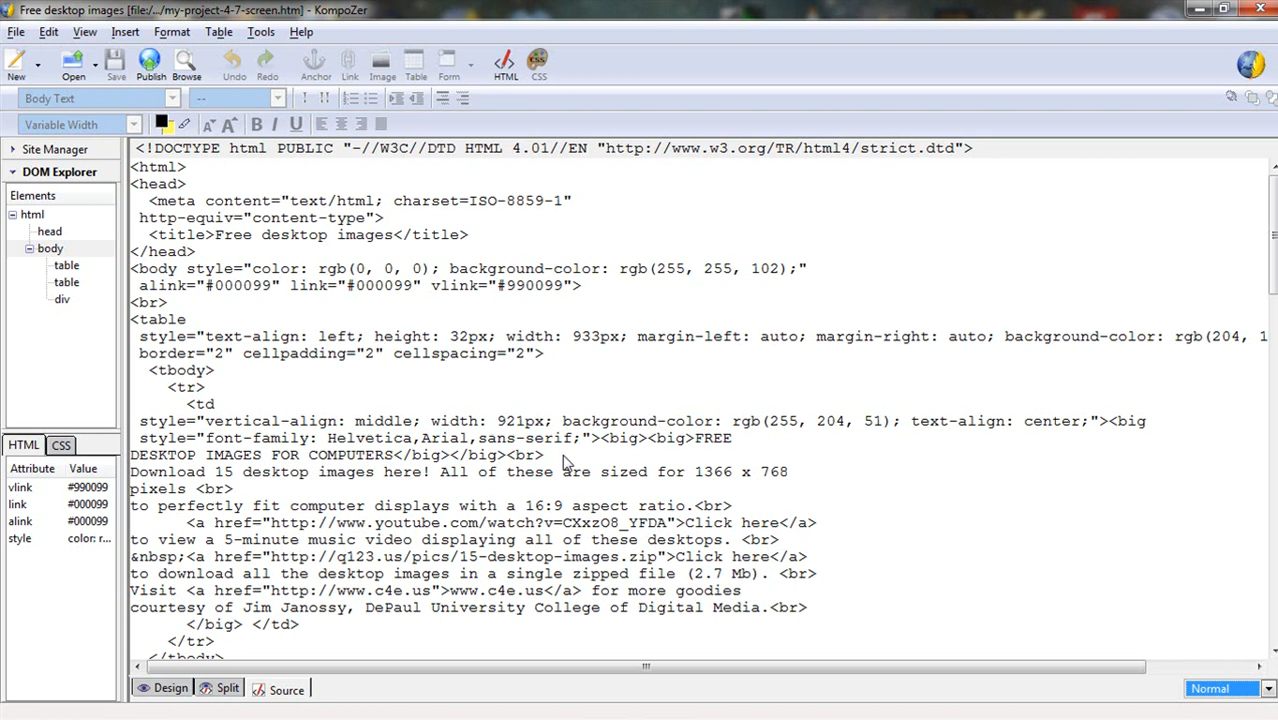 Free desktop images [file:/.../my-project-4-7-screen.htm] - KompoZer
File Edit View Insert Format Table Tools Help
New Open Save Publish Browse Undo Redo Anchor Link Image Table Form HTML CSS
Body Text --
Variable Width B I U
Site Manager
DOM Explorer
Elements
html
head
body
table
table
div
HTML CSS
Attribute Value
vlink #990099
link #000099
alink #000099
style color: r...
<!DOCTYPE html PUBLIC "-//W3C//DTD HTML 4.01//EN "http://www.w3.org/TR/html4/strict.dtd">
<html>
<head>
<meta content="text/html; charset=ISO-8859-1"
http-equiv="content-type">
<title>Free desktop images</title>
</head>
<body style="color: rgb(0, 0, 0); background-color: rgb(255, 255, 102);"
alink="#000099" link="#000099" vlink="#990099">
<br>
<table
style="text-align: left; height: 32px; width: 933px; margin-left: auto; margin-right: auto; background-color: rgb(204, 1
border="2" cellpadding="2" cellspacing="2">
<tbody>
<tr>
<td
style="vertical-align: middle; width: 921px; background-color: rgb(255, 204, 51); text-align: center;"><big
style="font-family: Helvetica,Arial,sans-serif;"><big><big>FREE
DESKTOP IMAGES FOR COMPUTERS</big></big><br>
Download 15 desktop images here! All of these are sized for 1366 x 768
pixels <br>
to perfectly fit computer displays with a 16:9 aspect ratio.<br>
<a href="http://www.youtube.com/watch?v=CXxzO8_YFDA">Click here</a>
to view a 5-minute music video displaying all of these desktops. <br>
&nbsp;<a href="http://q123.us/pics/15-desktop-images.zip">Click here</a>
to download all the desktop images in a single zipped file (2.7 Mb). <br>
Visit <a href="http://www.c4e.us">www.c4e.us</a> for more goodies
courtesy of Jim Janossy, DePaul University College of Digital Media.<br>
</big> </td>
</tr>
</tbody>
Design Split Source
Normal